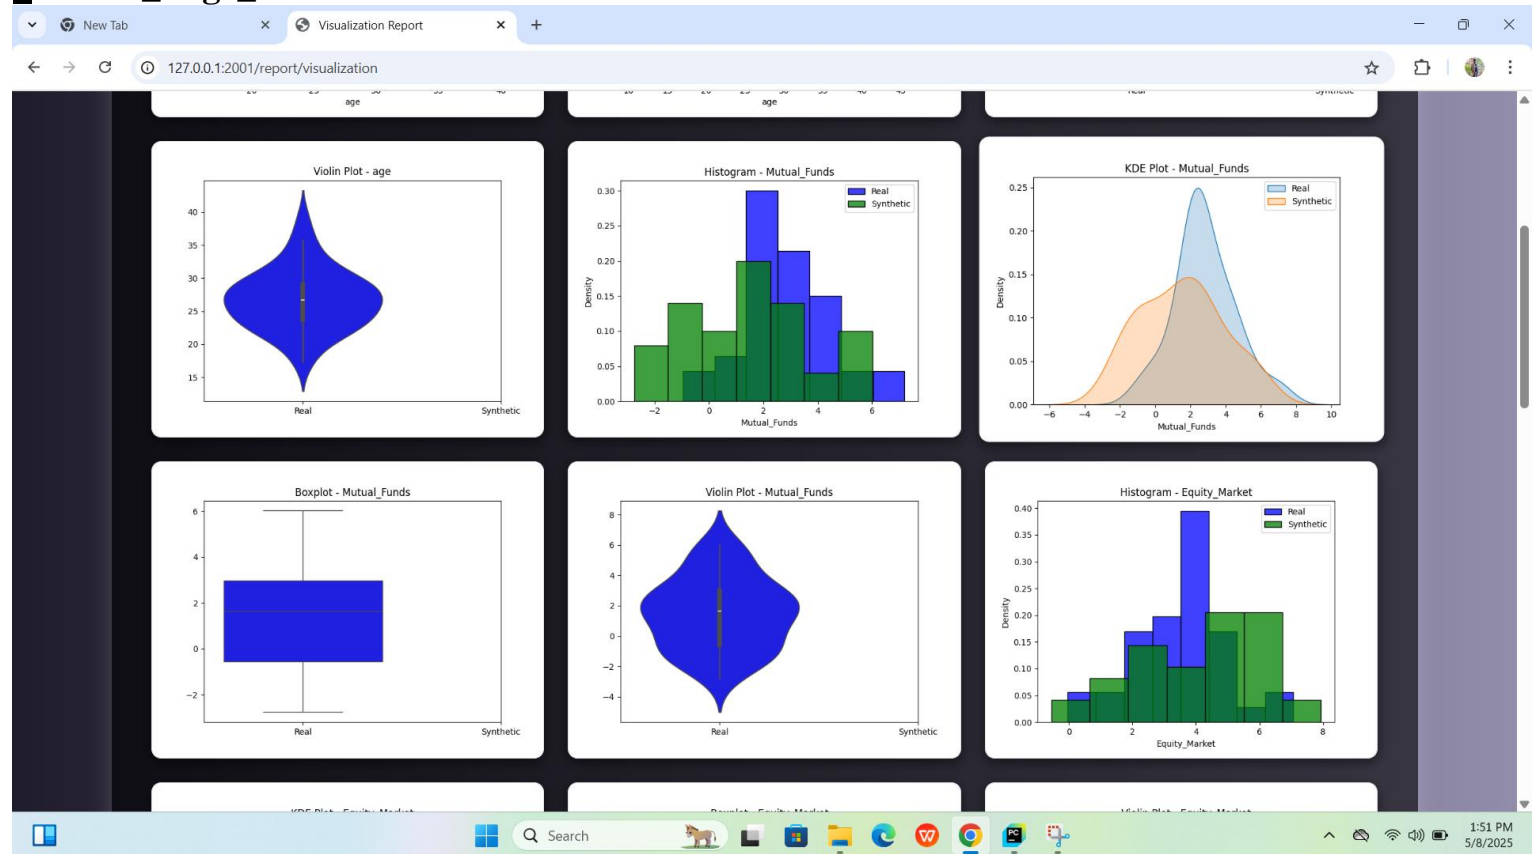 New Tab
Visualization Report
127.0.0.1:2001/report/visualization
age
age
Violin Plot - age
40
35
30
25
20
15
Real
Synthetic
Histogram - Mutual_Funds
Real
Synthetic
0.30
0.25
0.20
0.15
0.10
0.05
0.00
Density
−2 0 2 4 6
Mutual_Funds
KDE Plot - Mutual_Funds
Real
Synthetic
0.25
0.20
0.15
0.10
0.05
0.00
Density
−6 −4 −2 0 2 4 6 8 10
Mutual_Funds
Boxplot - Mutual_Funds
6
4
2
0
−2
Real
Synthetic
Violin Plot - Mutual_Funds
8
6
4
2
0
−2
−4
Real
Synthetic
Histogram - Equity_Market
Real
Synthetic
0.40
0.35
0.30
0.25
0.20
0.15
0.10
0.05
0.00
Density
0 2 4 6 8
Equity_Market
Search
1:51 PM
5/8/2025